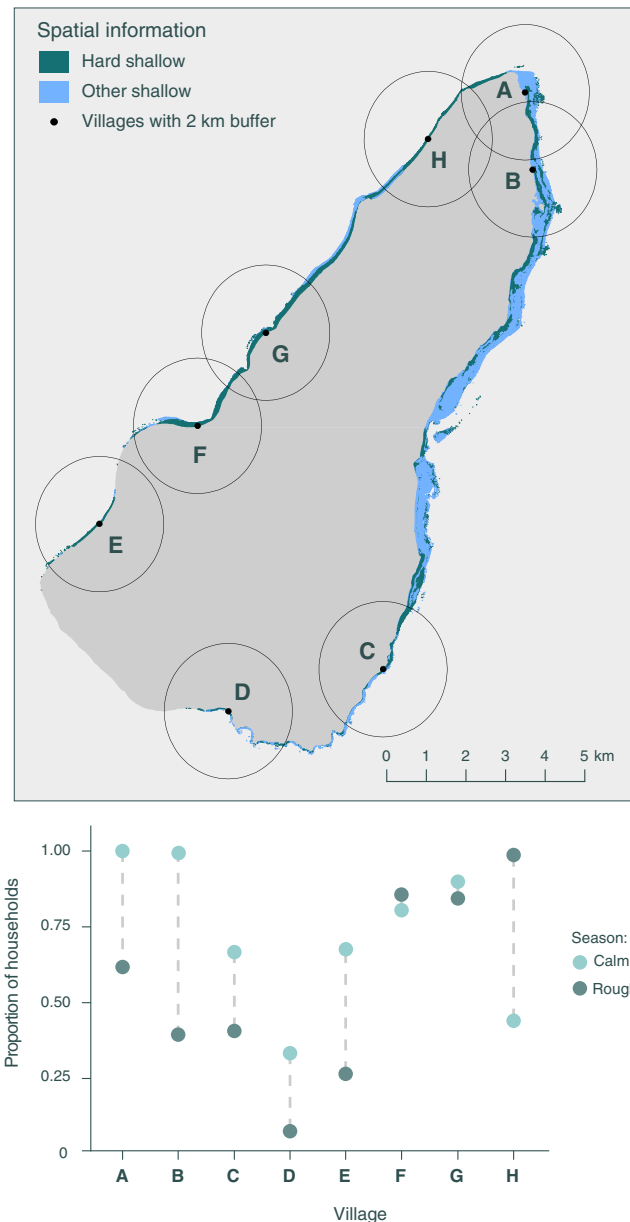 Spatial information
Hard shallow
Other shallow
Villages with 2 km buffer
A
H
B
G
F
E
C
D
0 1 2 3 4 5 km
Proportion of households
1.00
0.75
0.50
0.25
0
Season:
Calm
Roug
A B C D E F G H
Village